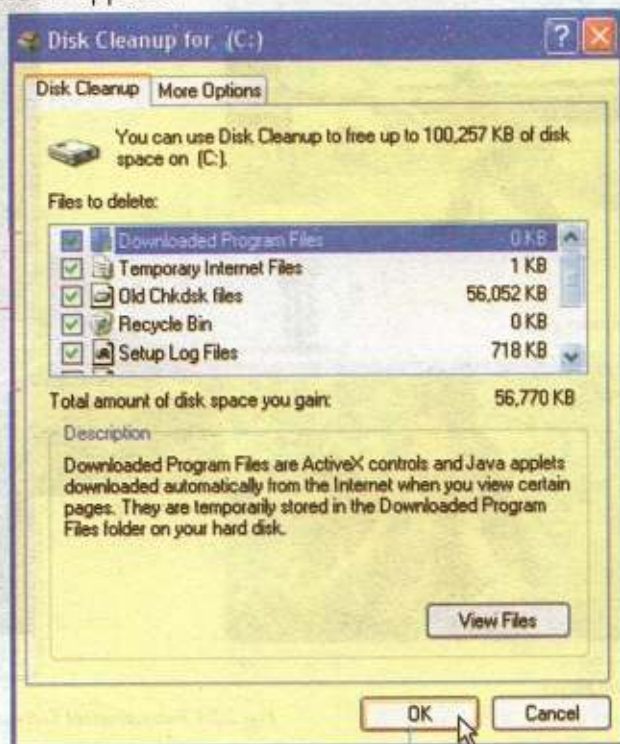 Disk Cleanup for (C:)
Disk Cleanup More Options
You can use Disk Cleanup to free up to 100,257 KB of disk
space on (C:).
Files to delete:
Downloaded Program Files 0 KB
Temporary Internet Files 1 KB
Old Chkdsk files 56,052 KB
Recycle Bin 0 KB
Setup Log Files 718 KB
Total amount of disk space you gain: 56,770 KB
Description
Downloaded Program Files are ActiveX controls and Java applets
downloaded automatically from the Internet when you view certain
pages. They are temporarily stored in the Downloaded Program
Files folder on your hard disk.
View Files
OK Cancel